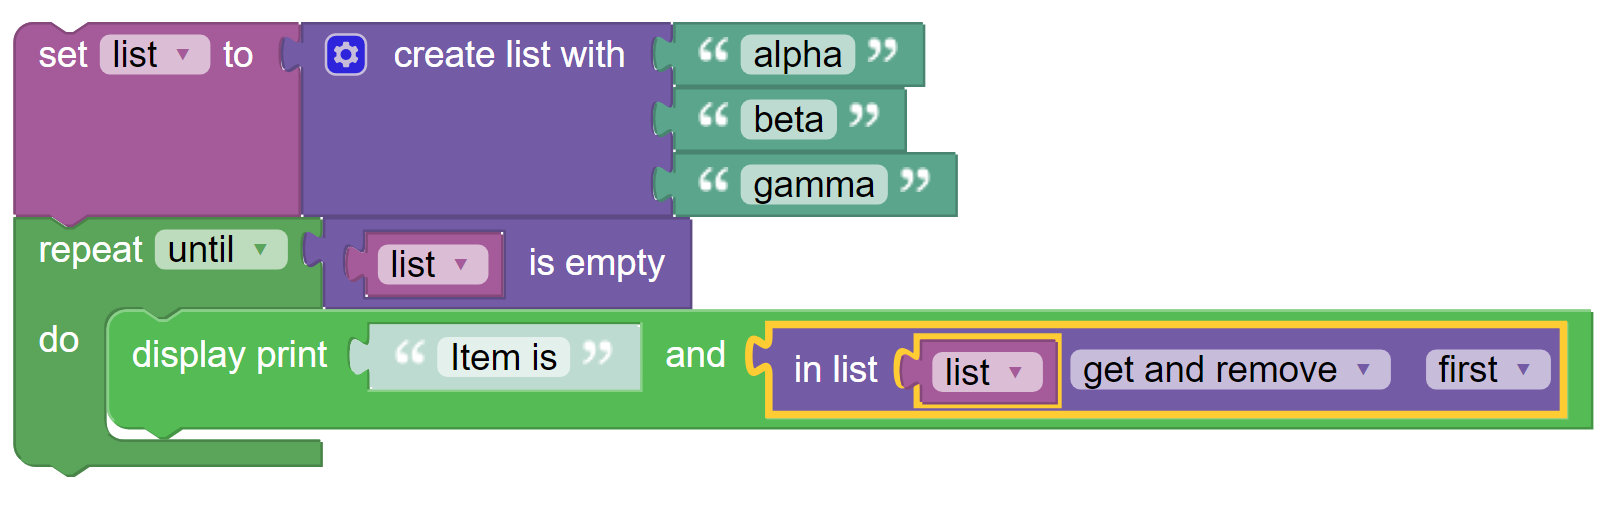 set list ▾ to create list with “ alpha ”
“ beta ”
“ gamma ”
repeat until ▾ list ▾ is empty
do display print “ Item is ” and in list list ▾ get and remove ▾ first ▾